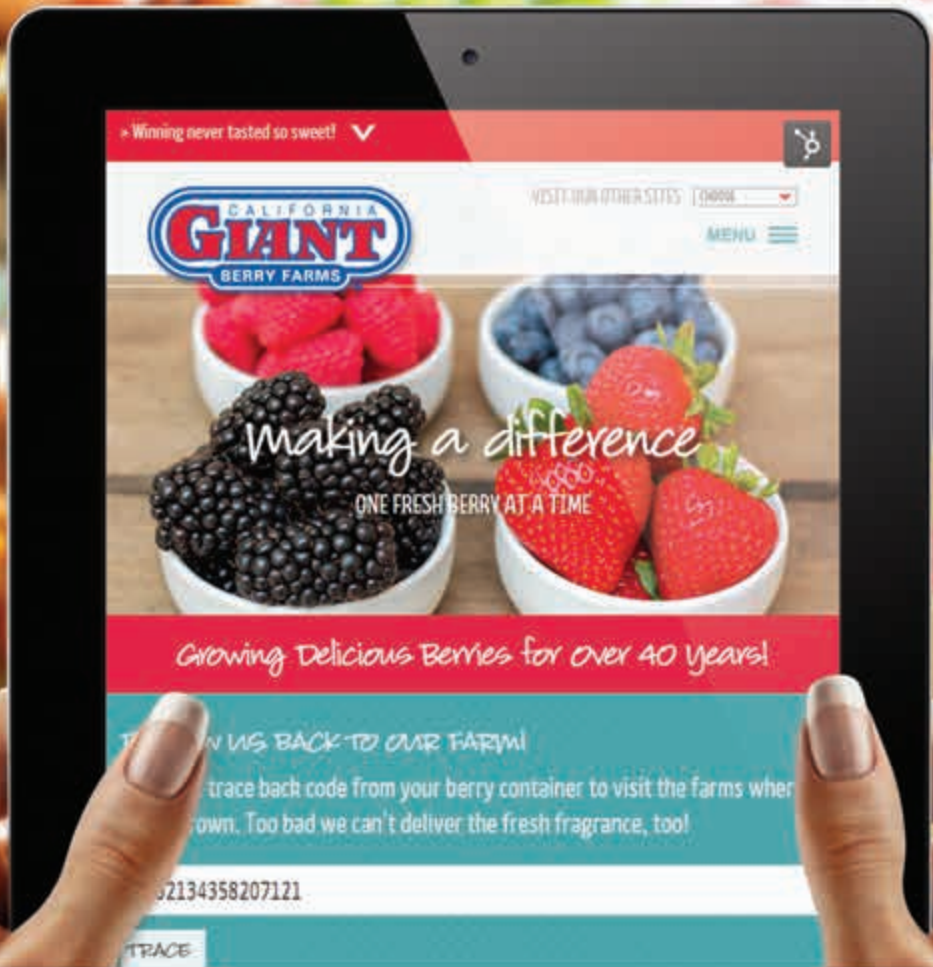 » Winning never tasted so sweet!
VISIT OUR OTHER SITES CHOOSE
MENU
CALIFORNIA
GIANT
BERRY FARMS
Making a difference
ONE FRESH BERRY AT A TIME
Growing Delicious Berries for over 40 years!
US BACK TO OUR FARM!
trace back code from your berry container to visit the farms
Too bad we can't deliver the fresh fragrance, too!
2134358207121
TRACE